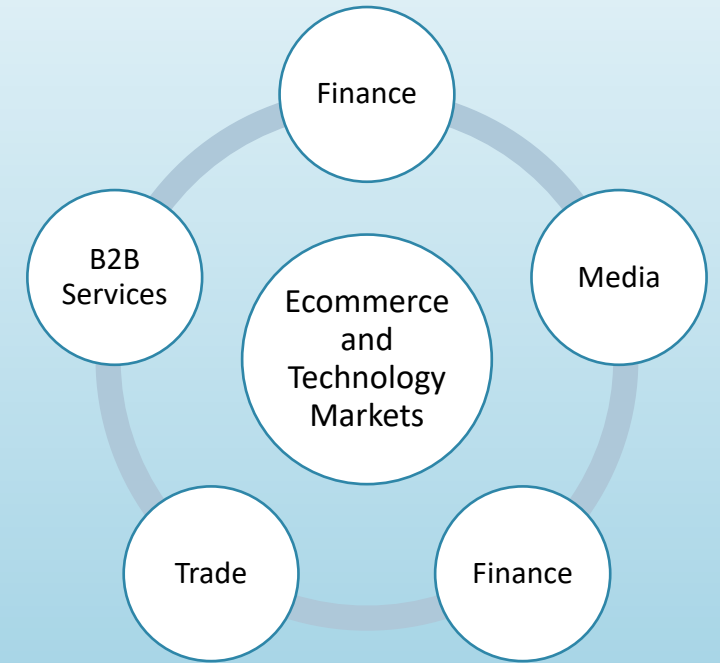 Finance
B2B
Services
Media
Ecommerce
and
Technology
Markets
Trade
Finance